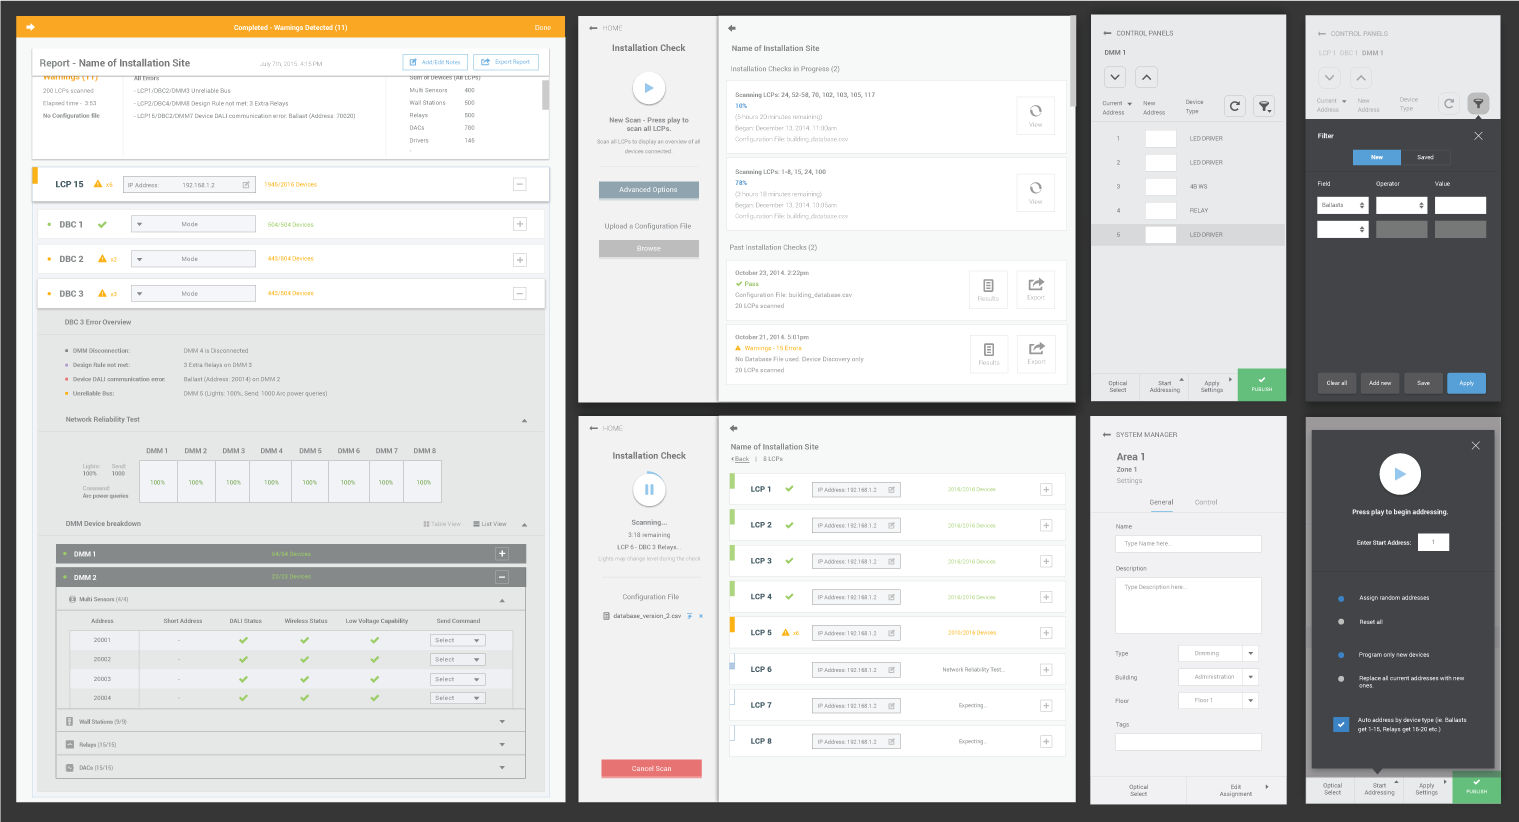 Completed - Warnings Detected (11)
Done
Report - Name of Installation Site
July 7th, 2015 4:15 PM
Add/Edit Notes
Export Report
Warnings (11)
200 LCPs scanned
Elapsed time - 3:53
No Configuration file
All Errors
- LCP1/DBC2/DMM3 Unreliable Bus
- LCP2/DBC4/DMM8 Design Rule not met: 3 Extra Relays
- LCP15/DBC2/DMM7 Device DALI communication error: Ballast (Address: 70020)
Sum of Devices (All LCPs)
Multi Sensors 400
Wall Stations 500
Relays 500
DACs 780
Drivers 145
LCP 15
x5
IP Address: 192.168.1.2
1945/2016 Devices
DBC 1
Mode
504/504 Devices
DBC 2
x2
Mode
443/504 Devices
DBC 3
x3
Mode
443/504 Devices
DBC 3 Error Overview
DMM Disconnection: DMM 4 is Disconnected
Design Rule not met: 3 Extra Relays on DMM 3
Device DALI communication error: Ballast (Address: 20014) on DMM 2
Unreliable Bus: DMM 5 (Lights: 100%, Send: 1000 Arc power queries)
Network Reliability Test
DMM 1 DMM 2 DMM 3 DMM 4 DMM 5 DMM 6 DMM 7 DMM 8
Lights: Send:
100% 1000
Command:
Arc power queries
100% 100% 100% 100% 100% 100% 100% 100%
DMM Device breakdown
Table View
List View
DMM 1
64/64 Devices
DMM 2
23/23 Devices
Multi Sensors (4/4)
Address Short Address DALI Status Wireless Status Low Voltage Capability Send Command
20001 - Select
20002 - Select
20003 - Select
20004 - Select
Wall Stations (9/9)
Relays (15/15)
DACs (15/15)
HOME
Installation Check
New Scan - Press play to
scan all LCPs.
Scan all LCPs to display an overview of all
devices connected
Advanced Options
Upload a Configuration File
Browse
Name of Installation Site
Installation Checks in Progress (2)
Scanning LCPs: 24, 52-58, 70, 102, 103, 105, 117
10%
(5 hours 20 minutes remaining)
Began: December 13, 2014. 11:00am
Configuration File: building_database.csv
View
Scanning LCPs: 1-8, 15, 24, 100
78%
(3 hours 18 minutes remaining)
Began: December 13, 2014. 10:05am
Configuration File: building_database.csv
View
Past Installation Checks (2)
October 23, 2014. 2:22pm
Pass
Configuration File: building_database.csv
20 LCPs scanned
Results
Export
October 21, 2014. 5:01pm
Warnings - 18 Errors
No Database File used. Device Discovery only
20 LCPs scanned
Results
Export
HOME
Installation Check
Scanning...
3:18 remaining
LCP 6 - DBC 3 Relays...
Lights may change level during the check
Configuration File
database_version_2.csv
Cancel Scan
Name of Installation Site
Back | 8 LCPs
LCP 1 IP Address: 192.168.1.2 2016/2016 Devices
LCP 2 IP Address: 192.168.1.2 2016/2016 Devices
LCP 3 IP Address: 192.168.1.2 2016/2016 Devices
LCP 4 IP Address: 192.168.1.2 2016/2016 Devices
LCP 5 x6 IP Address: 192.168.1.2 2010/2016 Devices
LCP 6 IP Address: 192.168.1.2 Network Reliability Test...
LCP 7 IP Address: 192.168.1.2 Expecting...
LCP 8 IP Address: 192.168.1.2 Expecting...
CONTROL PANELS
DMM 1
Current Address
New Address
Device Type
1 LED DRIVER
2 LED DRIVER
3 4B WS
4 RELAY
5 LED DRIVER
Optical Select
Start Addressing
Apply Settings
PUBLISH
CONTROL PANELS
LCP 1 DBC 1 DMM 1
Current Address
New Address
Device Type
Filter
New
Saved
Field Operator Value
Ballasts
Clear all
Add new
Save
Apply
SYSTEM MANAGER
Area 1
Zone 1
Settings
General
Control
Name
Type Name here...
Description
Type Description here...
Type Dimming
Building Administration
Floor Floor 1
Tags
Optical Select
Edit Assignment
Press play to begin addressing.
Enter Start Address: 1
Assign random addresses
Reset all
Program only new devices
Replace all current addresses with new
ones.
Auto address by device type (ie. Ballasts
get 1-15, Relays get 16-20 etc.)
Optical Select
Start Addressing
Apply Settings
PUBLISH